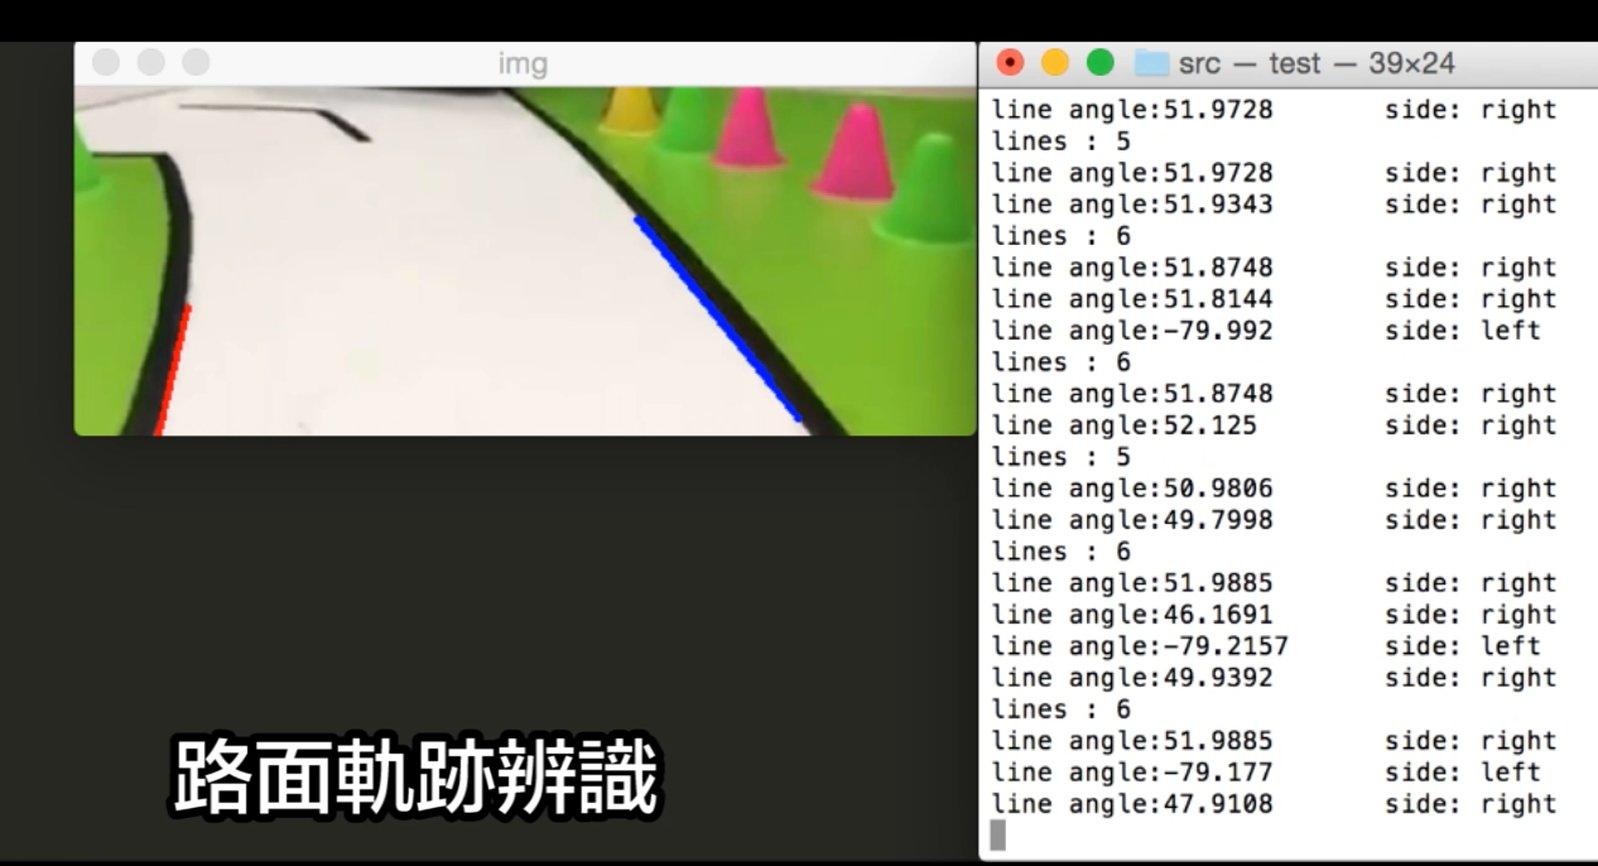 img
src — test — 39×24
line angle:51.9728 side: right
lines : 5
line angle:51.9728 side: right
line angle:51.9343 side: right
lines : 6
line angle:51.8748 side: right
line angle:51.8144 side: right
line angle:-79.992 side: left
lines : 6
line angle:51.8748 side: right
line angle:52.125 side: right
lines : 5
line angle:50.9806 side: right
line angle:49.7998 side: right
lines : 6
line angle:51.9885 side: right
line angle:46.1691 side: right
line angle:-79.2157 side: left
line angle:49.9392 side: right
lines : 6
line angle:51.9885 side: right
line angle:-79.177 side: left
line angle:47.9108 side: right
路面軌跡辨識